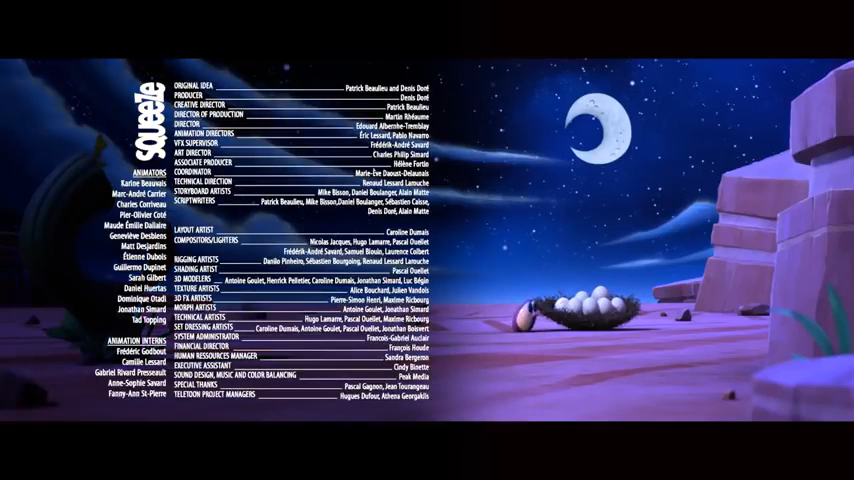 squeeze
ORIGINAL IDEA Patrick Beaulieu and Denis Doré
PRODUCER Denis Doré
CREATIVE DIRECTOR Patrick Beaulieu
DIRECTOR OF PRODUCTION Martin Rhéaume
DIRECTOR Edouard Albernhe-Tremblay
ANIMATION DIRECTORS Éric Lessard, Pablo Navarro
VFX SUPERVISOR Frédérik-André Savard
ART DIRECTOR Charles Philip Simard
ASSOCIATE PRODUCER Hélène Fortin
COORDINATOR Marie-Ève Daoust-Delaunais
TECHNICAL DIRECTION Renaud Lessard Larouche
STORYBOARD ARTISTS Mike Bisson, Daniel Boulanger, Alain Matte
SCRIPTWRITERS Patrick Beaulieu, Mike Bisson,Daniel Boulanger, Sébastien Caisse,
Denis Doré, Alain Matte
LAYOUT ARTIST Caroline Dumais
COMPOSITORS/LIGHTERS Nicolas Jacques, Hugo Lamarre, Pascal Ouellet
Frédérik-André Savard, Samuel Blouin, Laurence Colbert
RIGGING ARTISTS Danilo Pinheiro, Sébastien Bourgoing, Renaud Lessard Larouche
SHADING ARTIST Pascal Ouellet
3D MODELERS Antoine Goulet, Henrick Pelletier, Caroline Dumais, Jonathan Simard, Luc Bégin
TEXTURE ARTISTS Alice Bouchard, Julien Vandois
3D FX ARTISTS Pierre-Simon Henri, Maxime Ricbourg
MORPH ARTISTS Antoine Goulet, Jonathan Simard
TECHNICAL ARTISTS Hugo Lamarre, Pascal Ouellet, Maxime Ricbourg
SET DRESSING ARTISTS Caroline Dumais, Antoine Goulet, Pascal Ouellet, Jonathan Boisvert
SYSTEM ADMINISTRATOR Francois-Gabriel Auclair
FINANCIAL DIRECTOR François Houde
HUMAN RESSOURCES MANAGER Sandra Bergeron
EXECUTIVE ASSISTANT Cindy Binette
SOUND DESIGN, MUSIC AND COLOR BALANCING Peak Media
SPECIAL THANKS Pascal Gagnon, Jean Tourangeau
TELETOON PROJECT MANAGERS Hugues Dufour, Athena Georgaklis
ANIMATORS
Karine Beauvais
Marc-André Carrier
Charles Corriveau
Pier-Olivier Coté
Maude Émilie Dallaire
Geneviève Desbiens
Matt Desjardins
Étienne Dubois
Guillermo Dupinet
Sarah Gilbert
Daniel Huertas
Dominique Otadi
Jonathan Simard
Tad Topping
ANIMATION INTERNS
Frédéric Godbout
Camille Lessard
Gabriel Rivard Presseault
Anne-Sophie Savard
Fanny-Ann St-Pierre